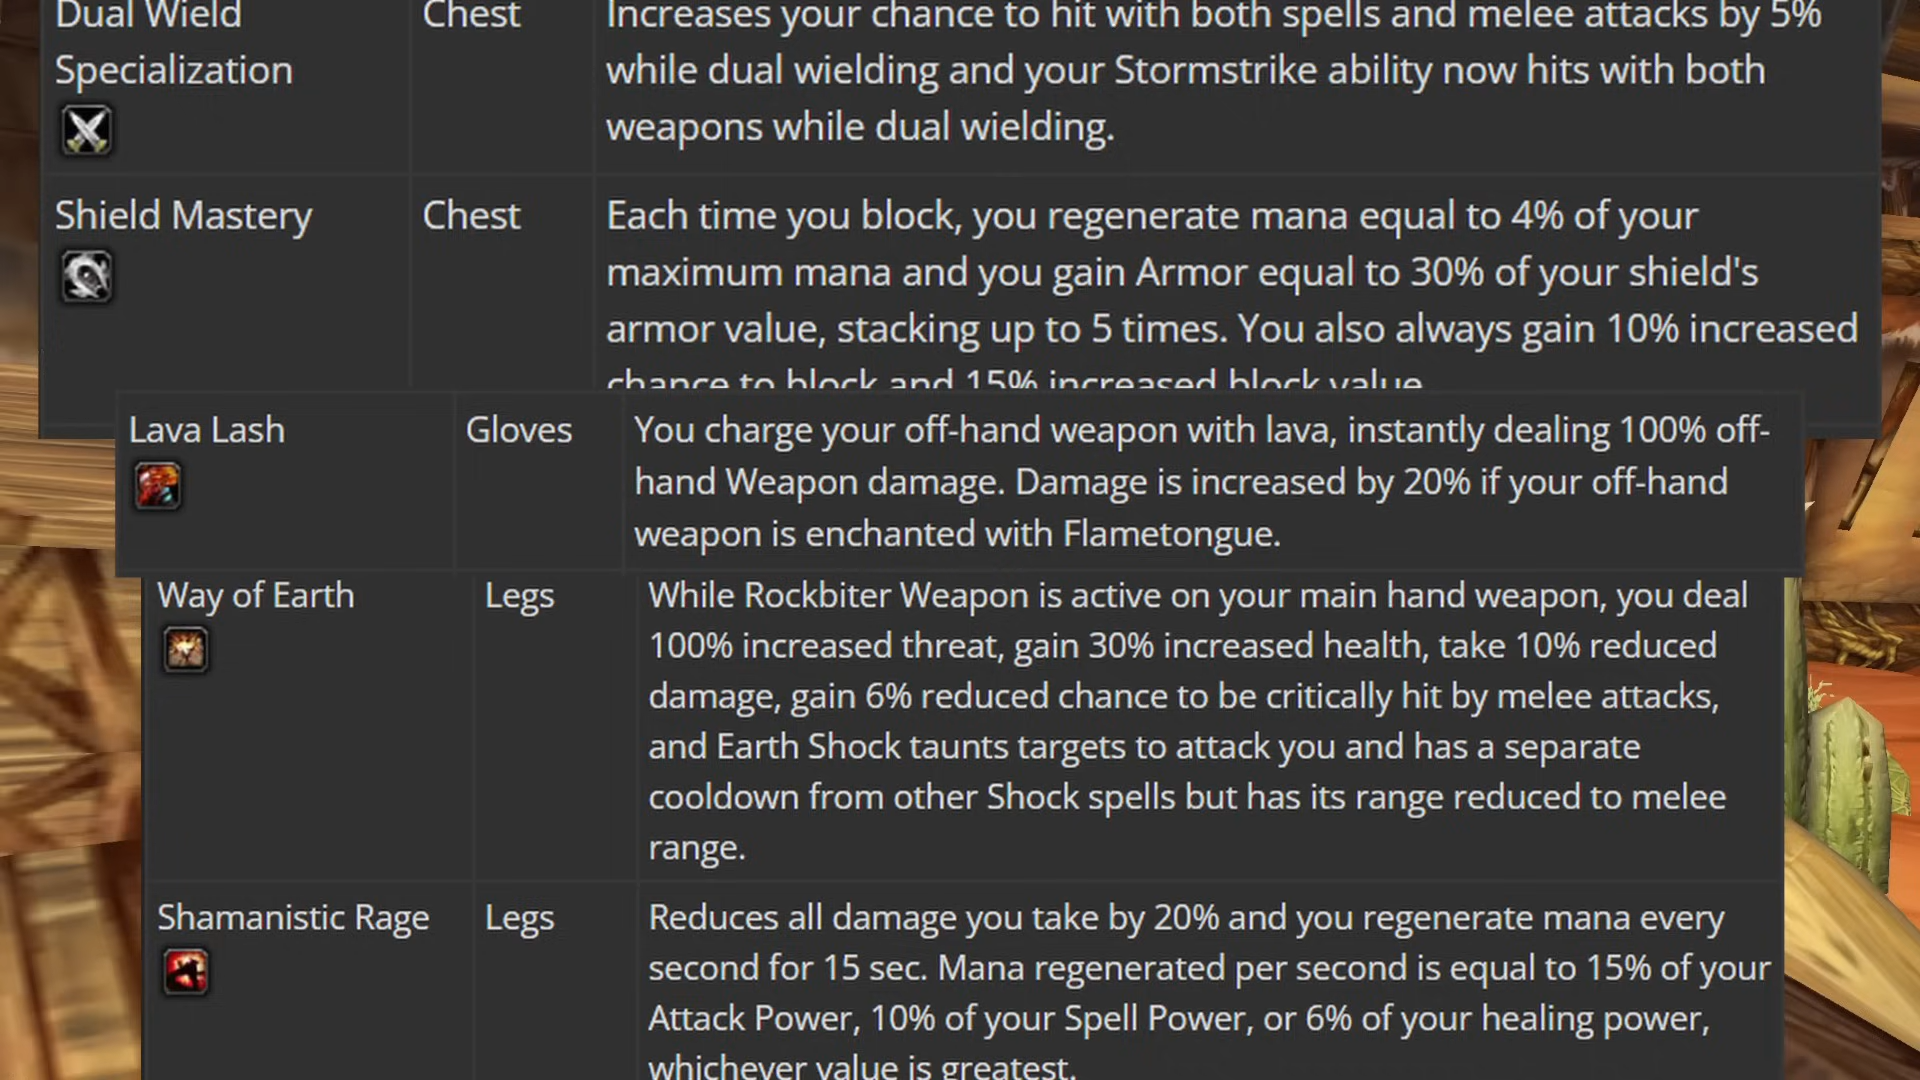 Dual Wield Chest Increases your chance to hit with both spells and melee attacks by 5%
Specialization while dual wielding and your Stormstrike ability now hits with both
weapons while dual wielding.
Shield Mastery Chest Each time you block, you regenerate mana equal to 4% of your
maximum mana and you gain Armor equal to 30% of your shield's
armor value, stacking up to 5 times. You also always gain 10% increased
chance to block and 15% increased block value.
Lava Lash Gloves You charge your off-hand weapon with lava, instantly dealing 100% off-
hand Weapon damage. Damage is increased by 20% if your off-hand
weapon is enchanted with Flametongue.
Way of Earth Legs While Rockbiter Weapon is active on your main hand weapon, you deal
100% increased threat, gain 30% increased health, take 10% reduced
damage, gain 6% reduced chance to be critically hit by melee attacks,
and Earth Shock taunts targets to attack you and has a separate
cooldown from other Shock spells but has its range reduced to melee
range.
Shamanistic Rage Legs Reduces all damage you take by 20% and you regenerate mana every
second for 15 sec. Mana regenerated per second is equal to 15% of your
Attack Power, 10% of your Spell Power, or 6% of your healing power,
whichever value is greatest.